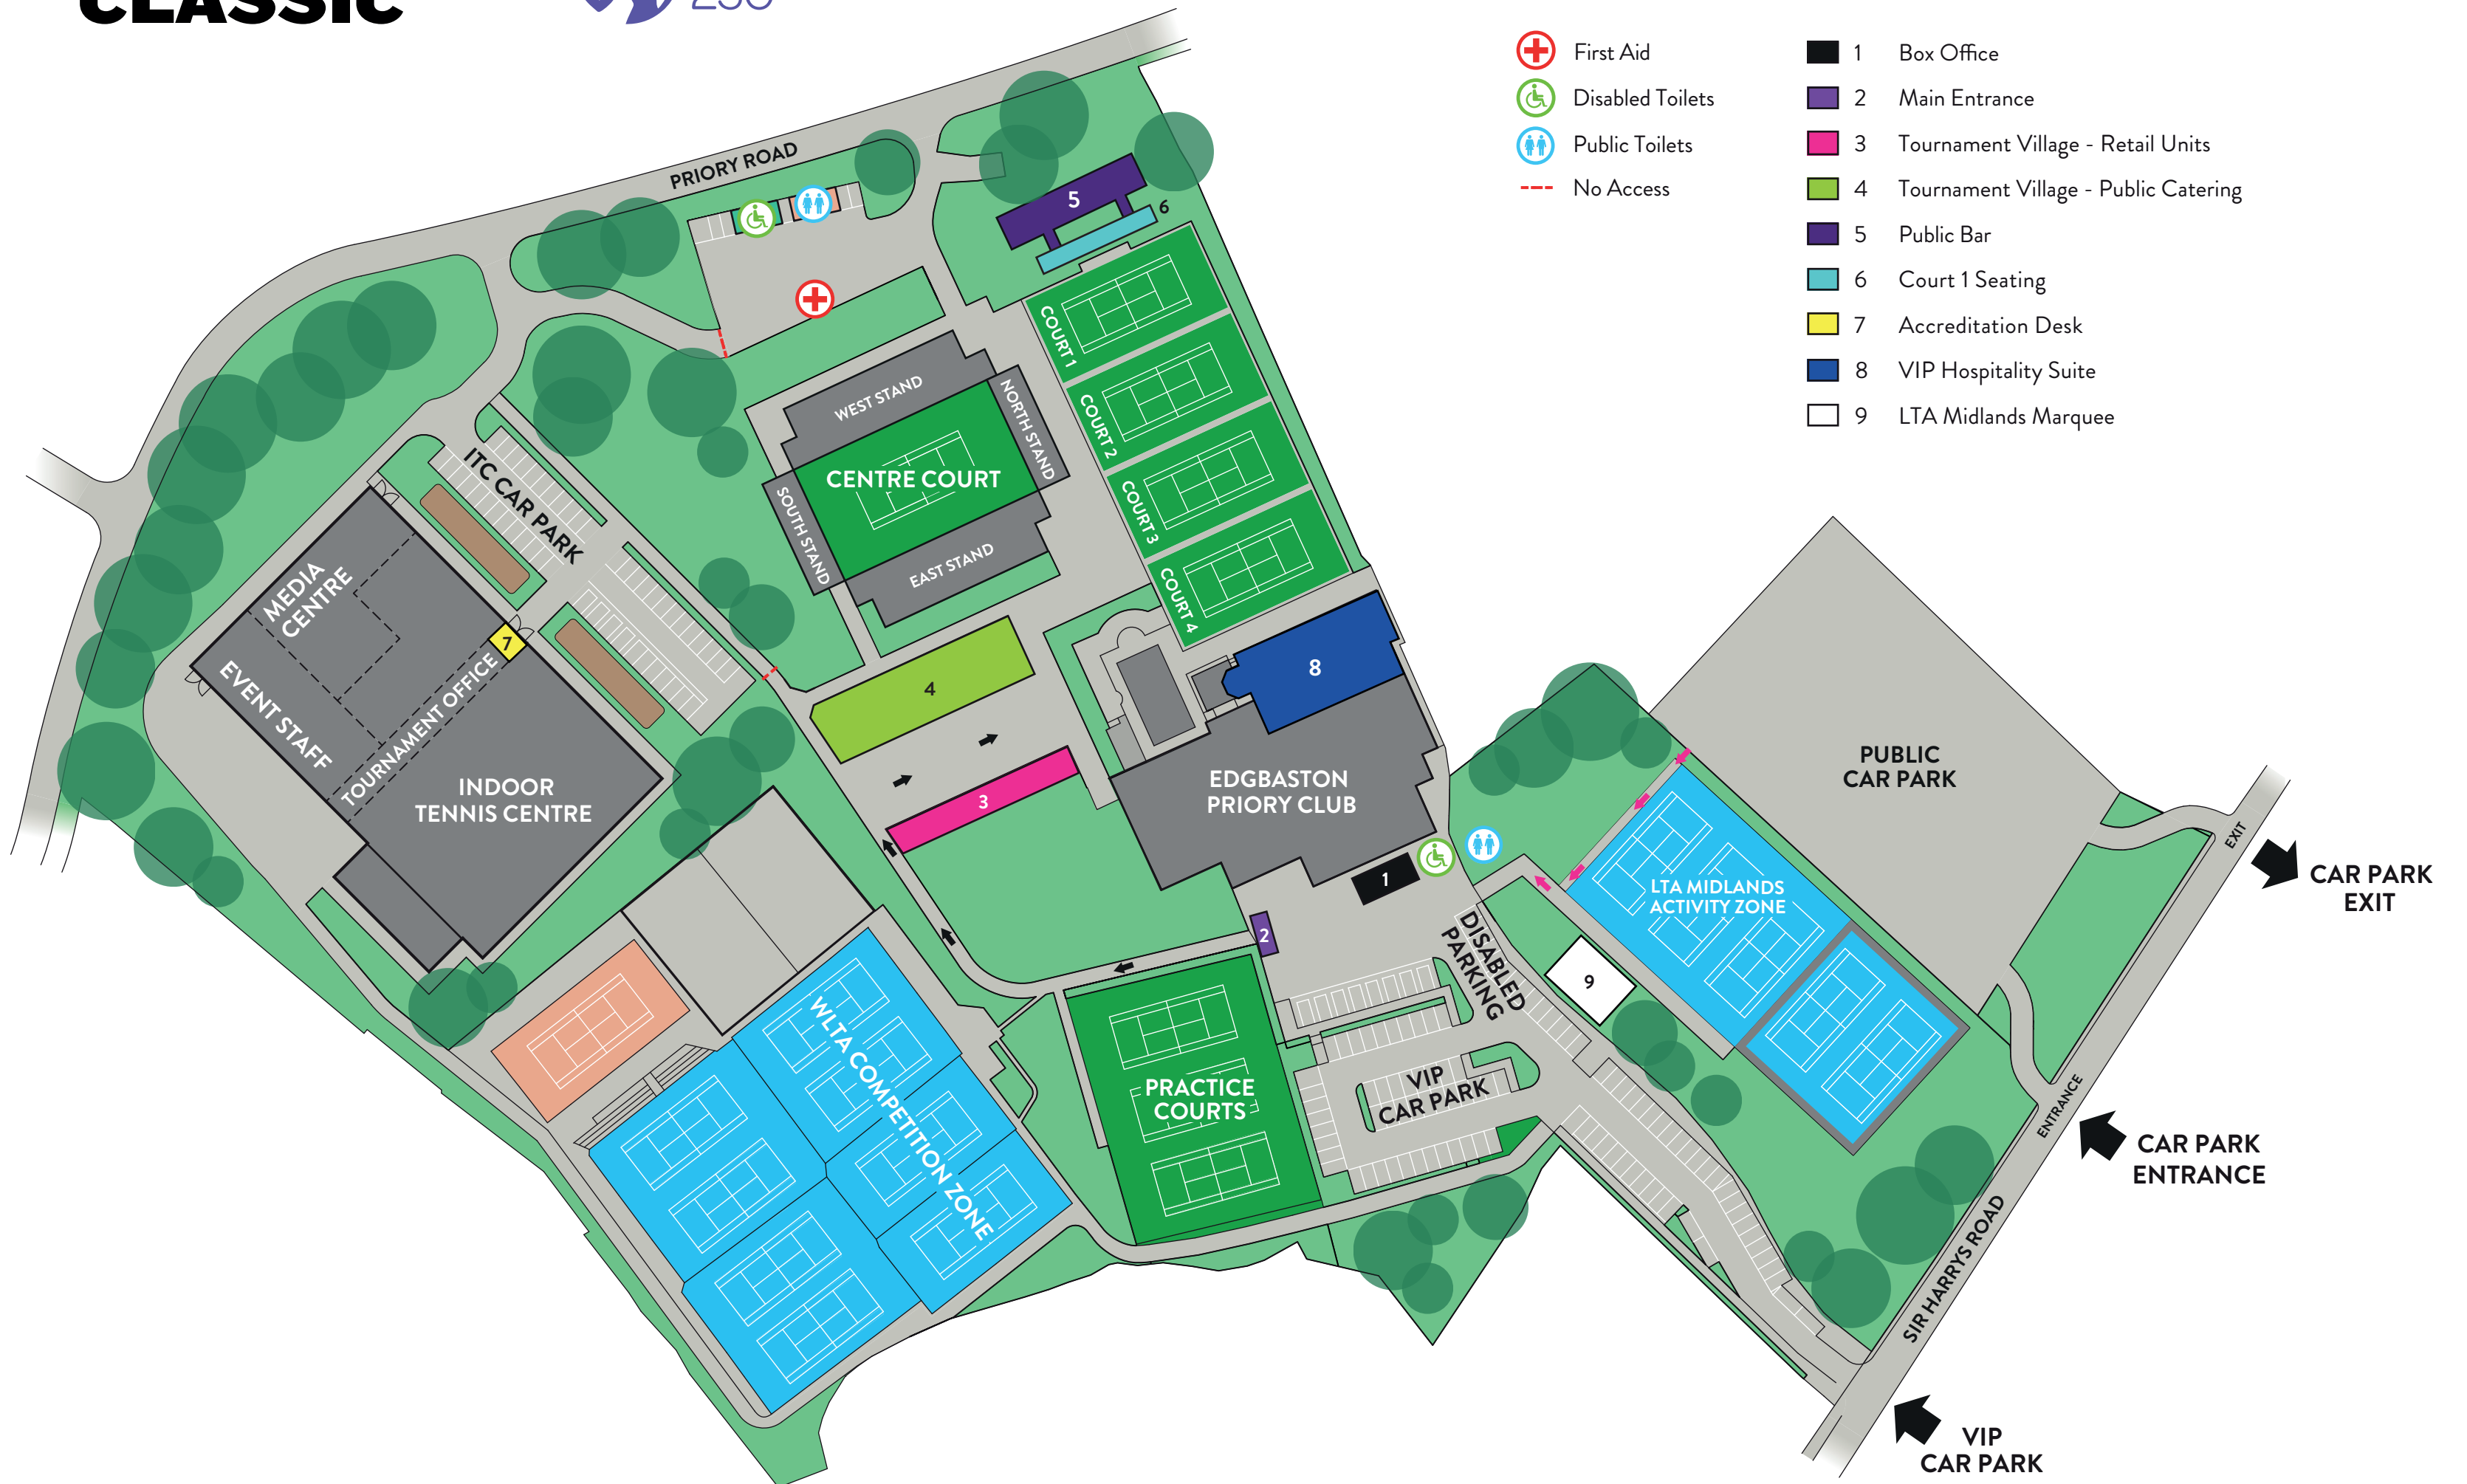 CLASSIC
250
First Aid
Disabled Toilets
Public Toilets
No Access
1 Box Office
2 Main Entrance
3 Tournament Village - Retail Units
4 Tournament Village - Public Catering
5 Public Bar
6 Court 1 Seating
7 Accreditation Desk
8 VIP Hospitality Suite
9 LTA Midlands Marquee
PRIORY ROAD
5
6
COURT 1
COURT 2
COURT 3
COURT 4
WEST STAND
NORTH STAND
CENTRE COURT
SOUTH STAND
EAST STAND
ITC CAR PARK
MEDIA
CENTRE
7
EVENT STAFF
TOURNAMENT OFFICE
INDOOR
TENNIS CENTRE
4
3
8
EDGBASTON
PRIORY CLUB
1
2
DISABLED
PARKING
9
LTA MIDLANDS
ACTIVITY ZONE
PUBLIC
CAR PARK
EXIT
CAR PARK
EXIT
ENTRANCE
CAR PARK
ENTRANCE
SIR HARRYS ROAD
VIP
CAR PARK
PRACTICE
COURTS
WLTA COMPETITION ZONE
VIP
CAR PARK